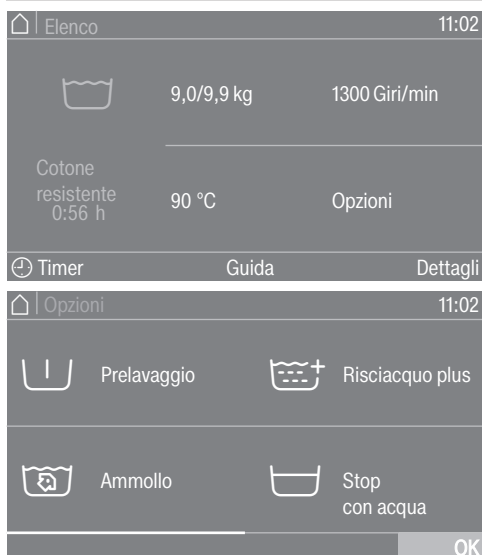 Elenco 11:02
9,0/9,9 kg 1300 Giri/min
Cotone
resistente
0:56 h
90 °C Opzioni
Timer Guida Dettagli
Opzioni 11:02
Prelavaggio Risciacquo plus
Ammollo Stop
con acqua
OK